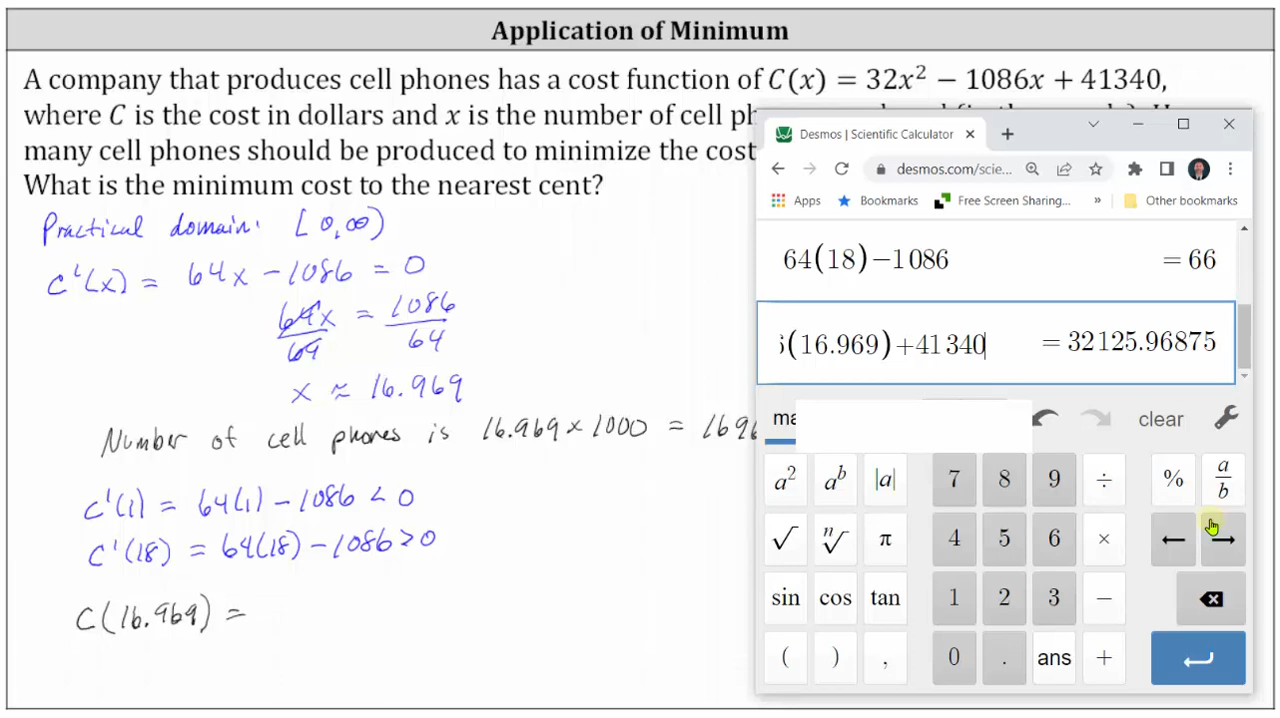 Application of Minimum
A company that produces cell phones has a cost function of C(x) = 32x² − 1086x + 41340,
where C is the cost in dollars and x is the number of cell
many cell phones should be produced to minimize the cost
What is the minimum cost to the nearest cent?
Practical domain: [0,∞)
C'(x) = 64x − 1086 = 0
64x/64 = 1086/64
x ≈ 16.969
Number of cell phones is 16.969 × 1000 = 1696
C'(1) = 64(1) − 1086 < 0
C'(18) = 64(18) − 1086 > 0
C(16.969) =
Desmos | Scientific Calculator
desmos.com/scie...
Apps Bookmarks Free Screen Sharing... » Other bookmarks
64(18)−1086 = 66
(16.969)+41340 = 32125.96875
ma clear
a² aᵇ |a| 7 8 9 ÷ % a/b
√ ⁿ√ π 4 5 6 × ← →
sin cos tan 1 2 3 −
( ) , 0 . ans +